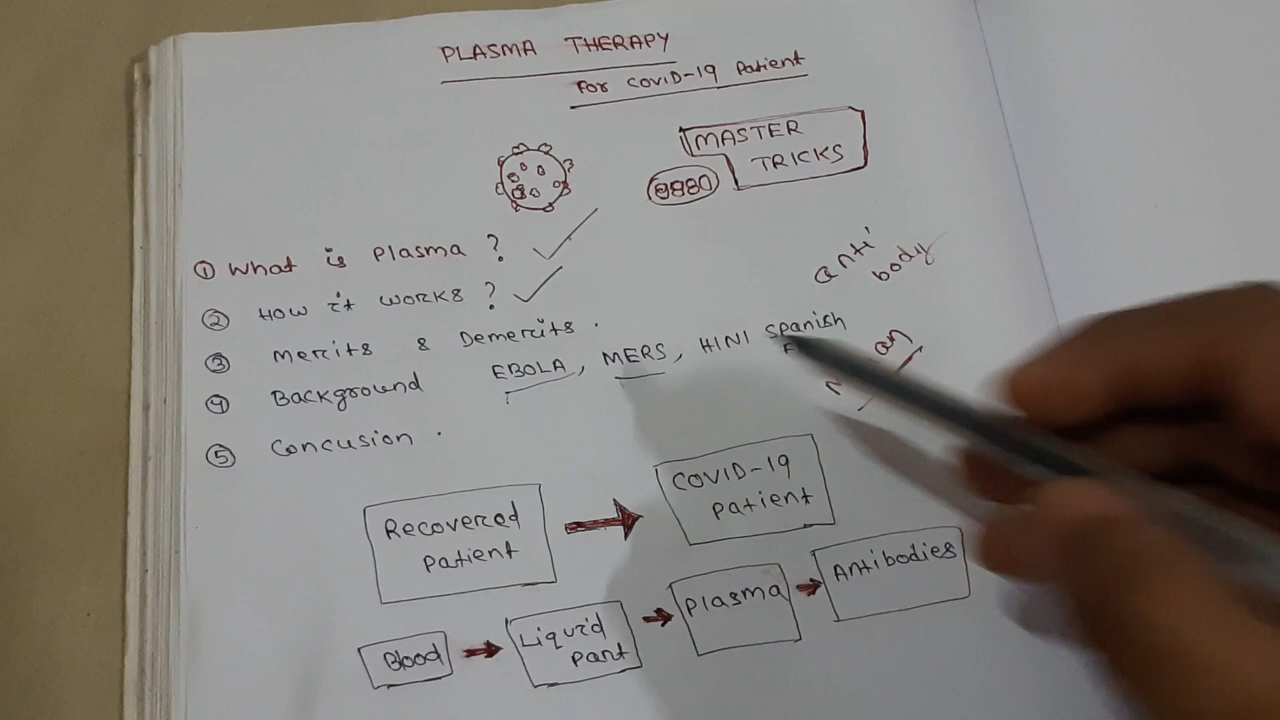 PLASMA THERAPY
For COVID-19 Patient
MASTER
TRICKS
① What is plasma ?
② How it works ?
③ Merits & Demerits .
④ Background EBOLA, MERS, H1N1 Spanish
⑤ Concusion .
anti
body
Recovered
patient
COVID-19
patient
Blood
Liquid
Part
Plasma
Antibodies